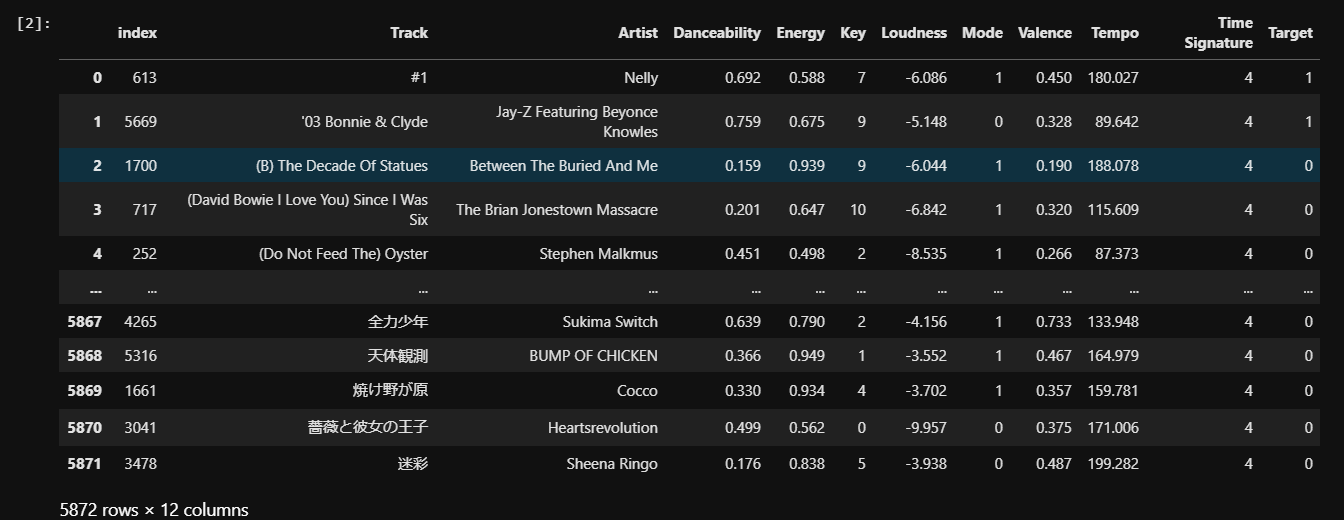 [2]:
index Track Artist Danceability Energy Key Loudness Mode Valence Tempo Time Signature Target
0 613 #1 Nelly 0.692 0.588 7 -6.086 1 0.450 180.027 4 1
1 5669 '03 Bonnie & Clyde Jay-Z Featuring Beyonce Knowles 0.759 0.675 9 -5.148 0 0.328 89.642 4 1
2 1700 (B) The Decade Of Statues Between The Buried And Me 0.159 0.939 9 -6.044 1 0.190 188.078 4 0
3 717 (David Bowie I Love You) Since I Was Six The Brian Jonestown Massacre 0.201 0.647 10 -6.842 1 0.320 115.609 4 0
4 252 (Do Not Feed The) Oyster Stephen Malkmus 0.451 0.498 2 -8.535 1 0.266 87.373 4 0
... ... ... ... ... ... ... ... ... ... ... ... ...
5867 4265 全力少年 Sukima Switch 0.639 0.790 2 -4.156 1 0.733 133.948 4 0
5868 5316 天体観測 BUMP OF CHICKEN 0.366 0.949 1 -3.552 1 0.467 164.979 4 0
5869 1661 焼け野が原 Cocco 0.330 0.934 4 -3.702 1 0.357 159.781 4 0
5870 3041 薔薇と彼女の王子 Heartsrevolution 0.499 0.562 0 -9.957 0 0.375 171.006 4 0
5871 3478 迷彩 Sheena Ringo 0.176 0.838 5 -3.938 0 0.487 199.282 4 0
5872 rows × 12 columns